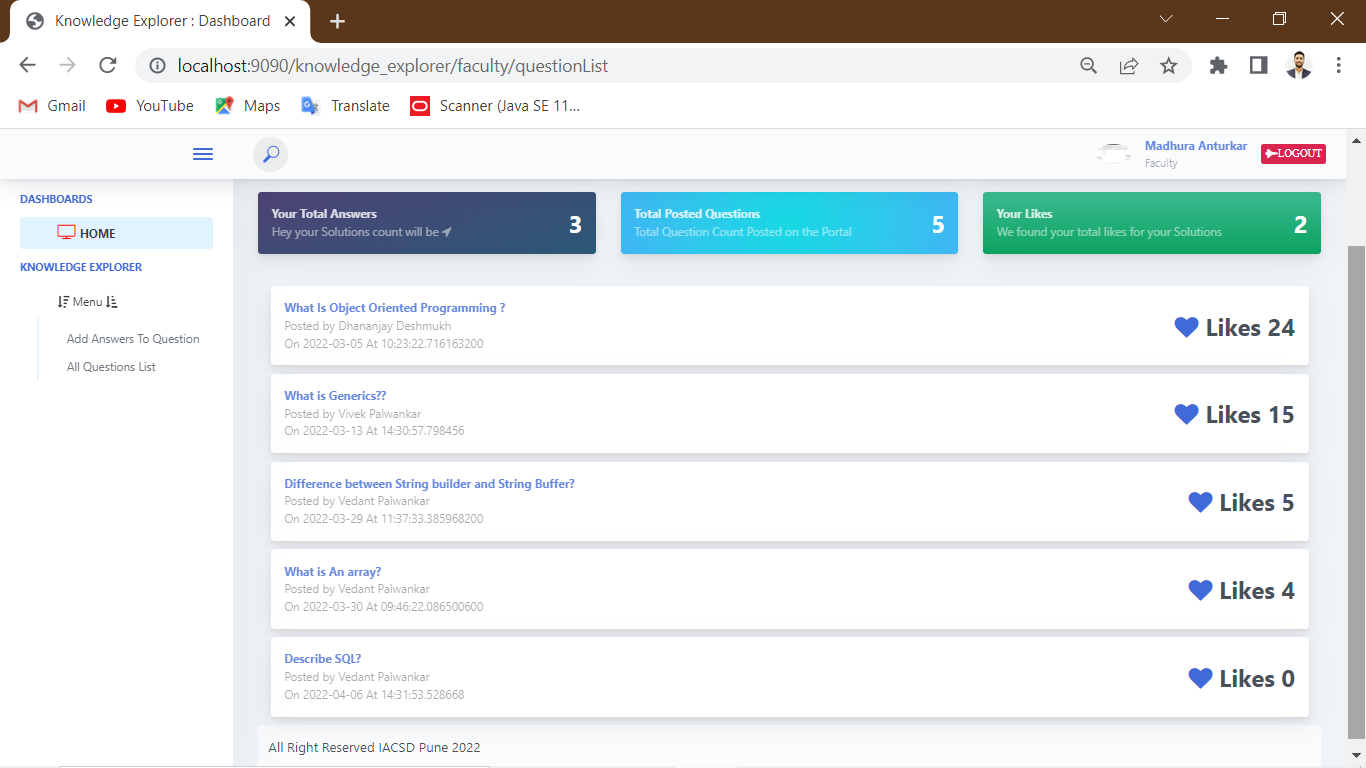 Knowledge Explorer : Dashboard
localhost:9090/knowledge_explorer/faculty/questionList
Gmail YouTube Maps Translate Scanner (Java SE 11...
Madhura Anturkar
Faculty
LOGOUT
DASHBOARDS
HOME
KNOWLEDGE EXPLORER
Menu
Add Answers To Question
All Questions List
Your Total Answers
Hey your Solutions count will be
3
Total Posted Questions
Total Question Count Posted on the Portal
5
Your Likes
We found your total likes for your Solutions
2
What Is Object Oriented Programming ?
Posted by Dhananjay Deshmukh
On 2022-03-05 At 10:23:22.716163200
Likes 24
What is Generics??
Posted by Vivek Palwankar
On 2022-03-13 At 14:30:57.798456
Likes 15
Difference between String builder and String Buffer?
Posted by Vedant Palwankar
On 2022-03-29 At 11:37:33.385968200
Likes 5
What is An array?
Posted by Vedant Palwankar
On 2022-03-30 At 09:46:22.086500600
Likes 4
Describe SQL?
Posted by Vedant Palwankar
On 2022-04-06 At 14:31:53.528668
Likes 0
All Right Reserved IACSD Pune 2022